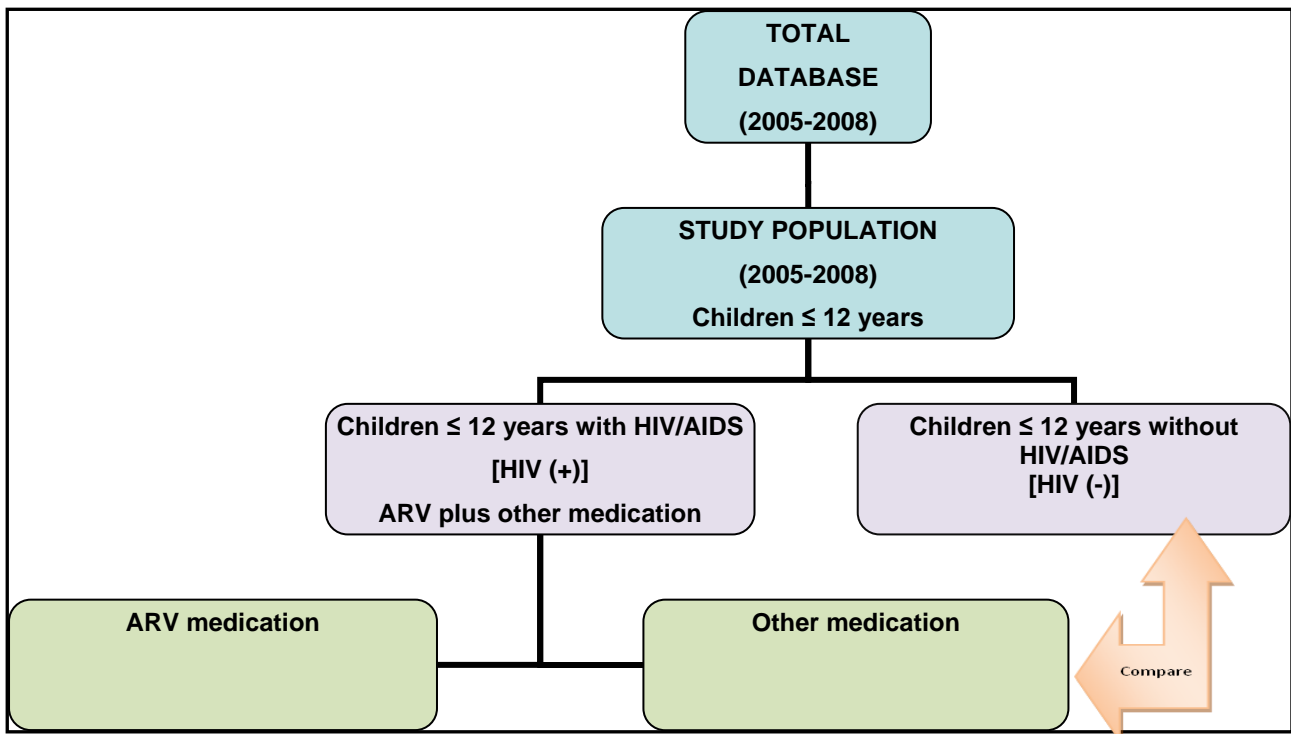 TOTAL
DATABASE
(2005-2008)
STUDY POPULATION
(2005-2008)
Children ≤ 12 years
Children ≤ 12 years with HIV/AIDS
[HIV (+)]
ARV plus other medication
Children ≤ 12 years without
HIV/AIDS
[HIV (-)]
ARV medication
Other medication
Compare